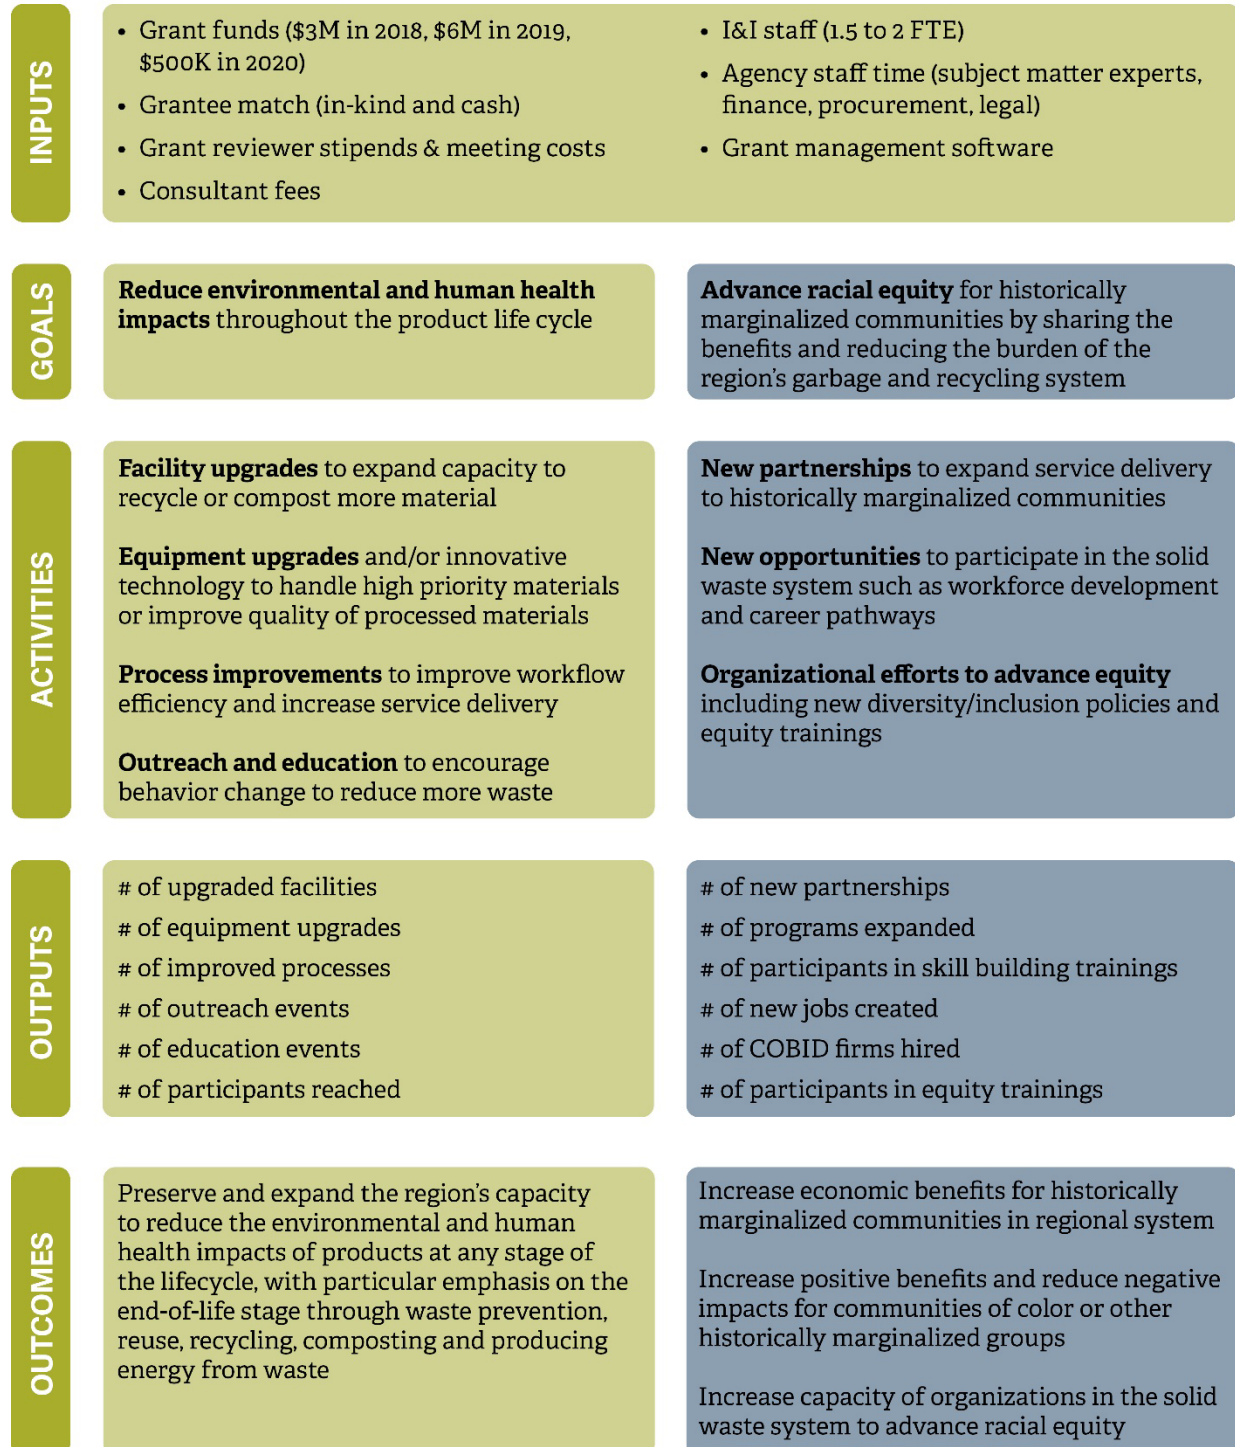 INPUTS
• Grant funds ($3M in 2018, $6M in 2019,
$500K in 2020)
• Grantee match (in-kind and cash)
• Grant reviewer stipends & meeting costs
• Consultant fees
• I&I staff (1.5 to 2 FTE)
• Agency staff time (subject matter experts,
finance, procurement, legal)
• Grant management software
GOALS
Reduce environmental and human health
impacts throughout the product life cycle
Advance racial equity for historically
marginalized communities by sharing the
benefits and reducing the burden of the
region's garbage and recycling system
ACTIVITIES
Facility upgrades to expand capacity to
recycle or compost more material
Equipment upgrades and/or innovative
technology to handle high priority materials
or improve quality of processed materials
Process improvements to improve workflow
efficiency and increase service delivery
Outreach and education to encourage
behavior change to reduce more waste
New partnerships to expand service delivery
to historically marginalized communities
New opportunities to participate in the solid
waste system such as workforce development
and career pathways
Organizational efforts to advance equity
including new diversity/inclusion policies and
equity trainings
OUTPUTS
# of upgraded facilities
# of equipment upgrades
# of improved processes
# of outreach events
# of education events
# of participants reached
# of new partnerships
# of programs expanded
# of participants in skill building trainings
# of new jobs created
# of COBID firms hired
# of participants in equity trainings
OUTCOMES
Preserve and expand the region's capacity
to reduce the environmental and human
health impacts of products at any stage of
the lifecycle, with particular emphasis on the
end-of-life stage through waste prevention,
reuse, recycling, composting and producing
energy from waste
Increase economic benefits for historically
marginalized communities in regional system
Increase positive benefits and reduce negative
impacts for communities of color or other
historically marginalized groups
Increase capacity of organizations in the solid
waste system to advance racial equity